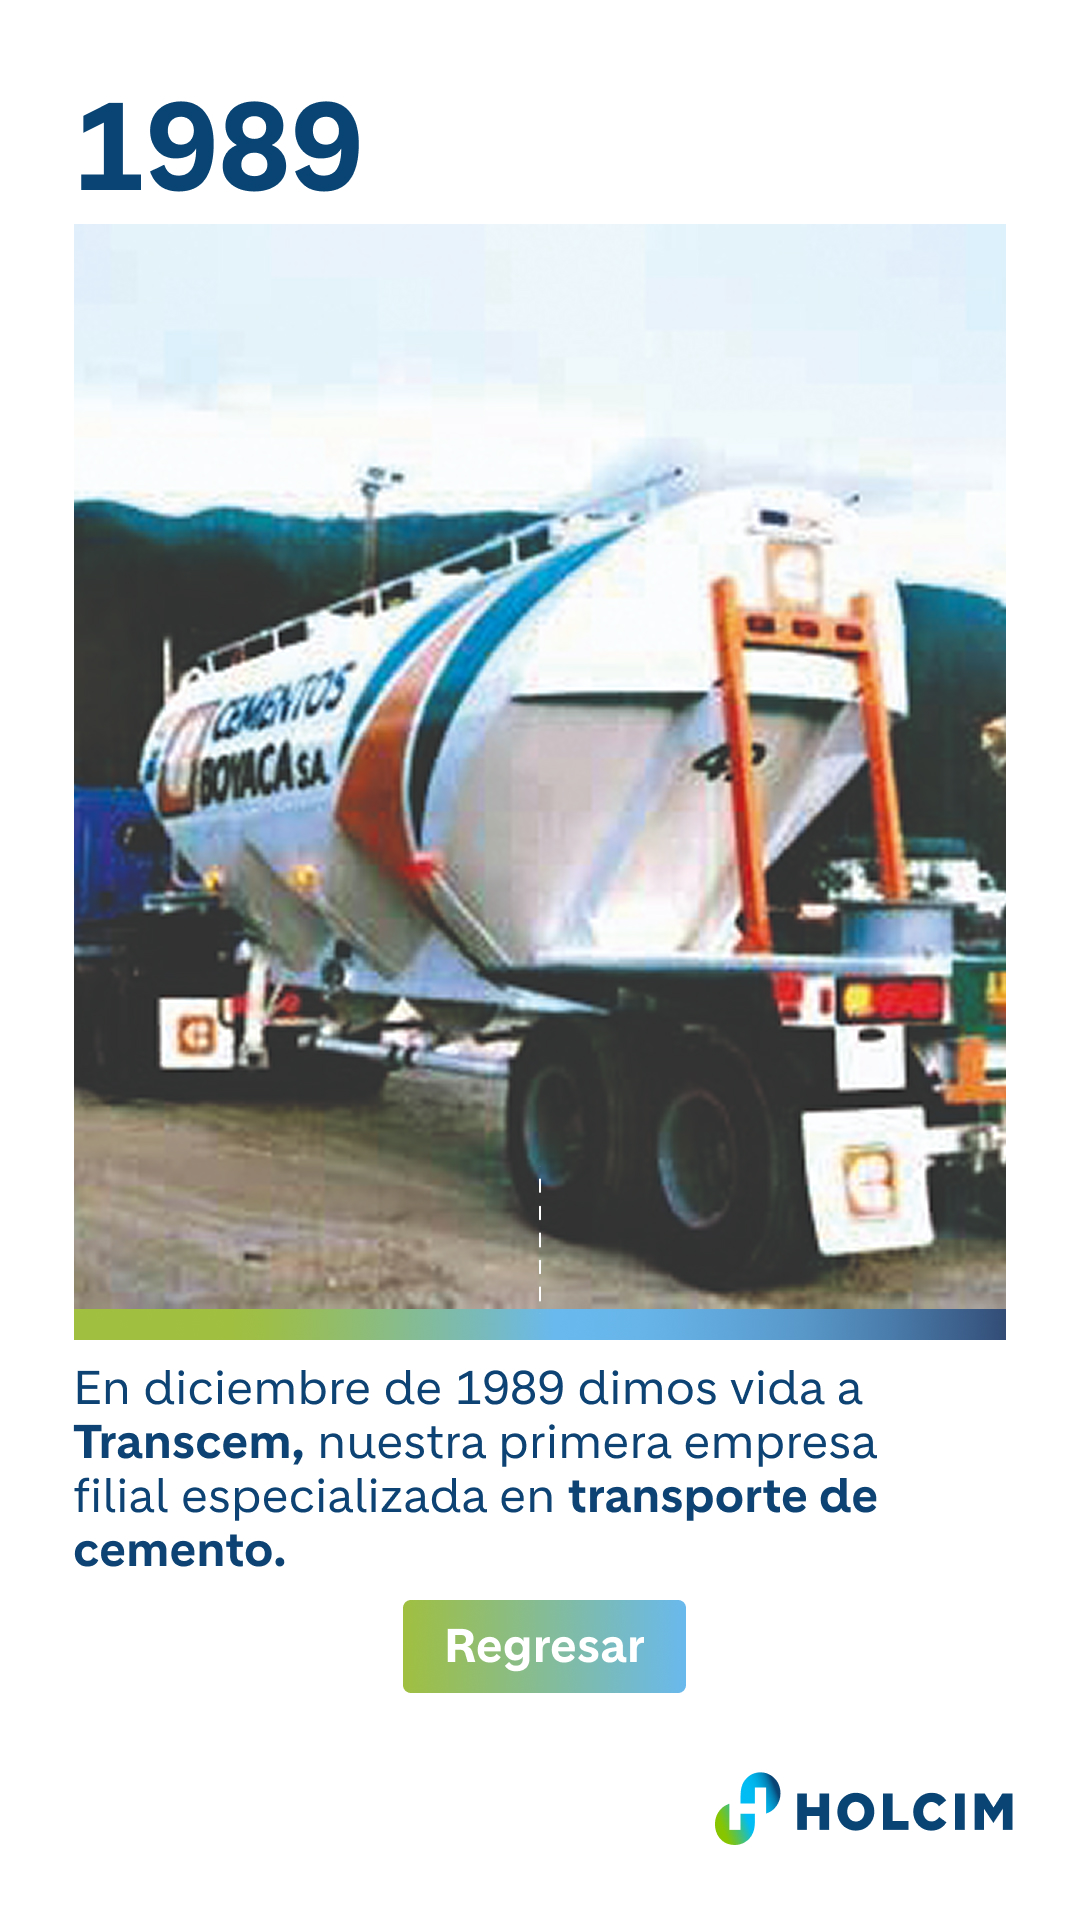 1989
CEMENTOS
BOYACA S.A.
42
En diciembre de 1989 dimos vida a
Transcem, nuestra primera empresa
filial especializada en transporte de
cemento.
Regresar
HOLCIM